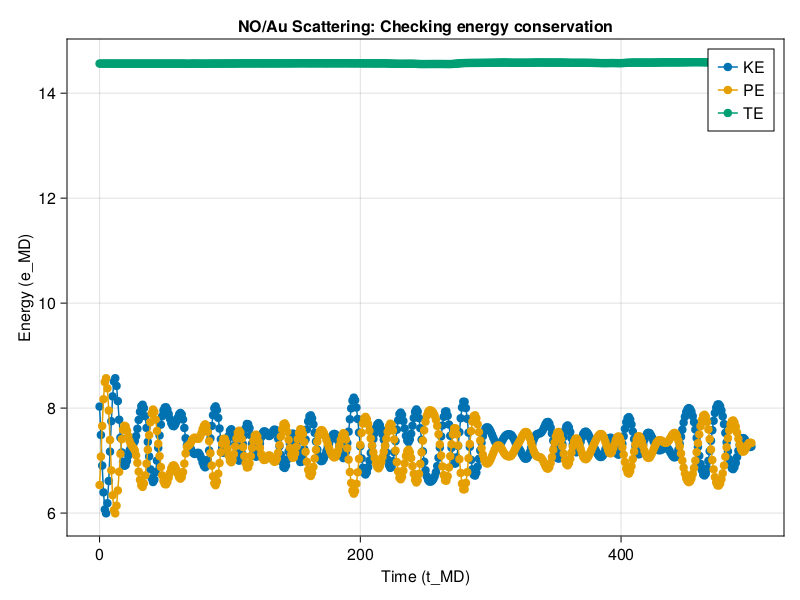 NO/Au Scattering: Checking energy conservation
KE
PE
TE
14
12
10
8
6
Energy (e_MD)
0
200
400
Time (t_MD)